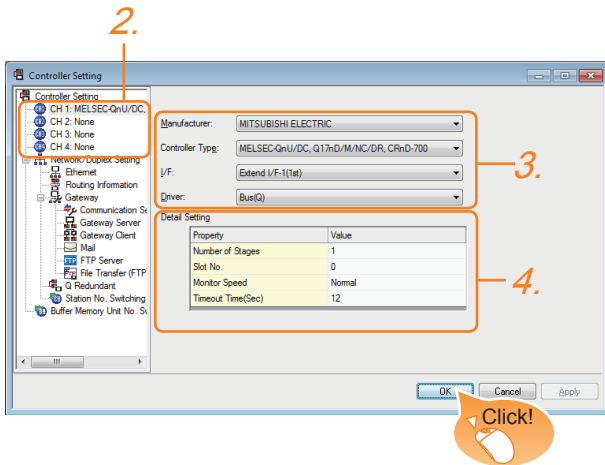 2.
Controller Setting
Controller Setting
CH 1: MELSEC-QnU/DC,
CH 2: None
CH 3: None
CH 4: None
Network/Duplex Setting
Ethernet
Routing Information
Gateway
Communication Se
Gateway Server
Gateway Client
Mail
FTP FTP Server
FTP File Transfer (FTP
Q Redundant
Station No. Switching
Buffer Memory Unit No. Sw
Manufacturer: MITSUBISHI ELECTRIC
Controller Type: MELSEC-QnU/DC, Q17nD/M/NC/DR, CRnD-700
I/F: Extend I/F-1(1st)
Driver: Bus(Q)
3.
Detail Setting
Property Value
Number of Stages 1
Slot No. 0
Monitor Speed Normal
Timeout Time(Sec) 12
4.
OK Cancel Apply
Click!